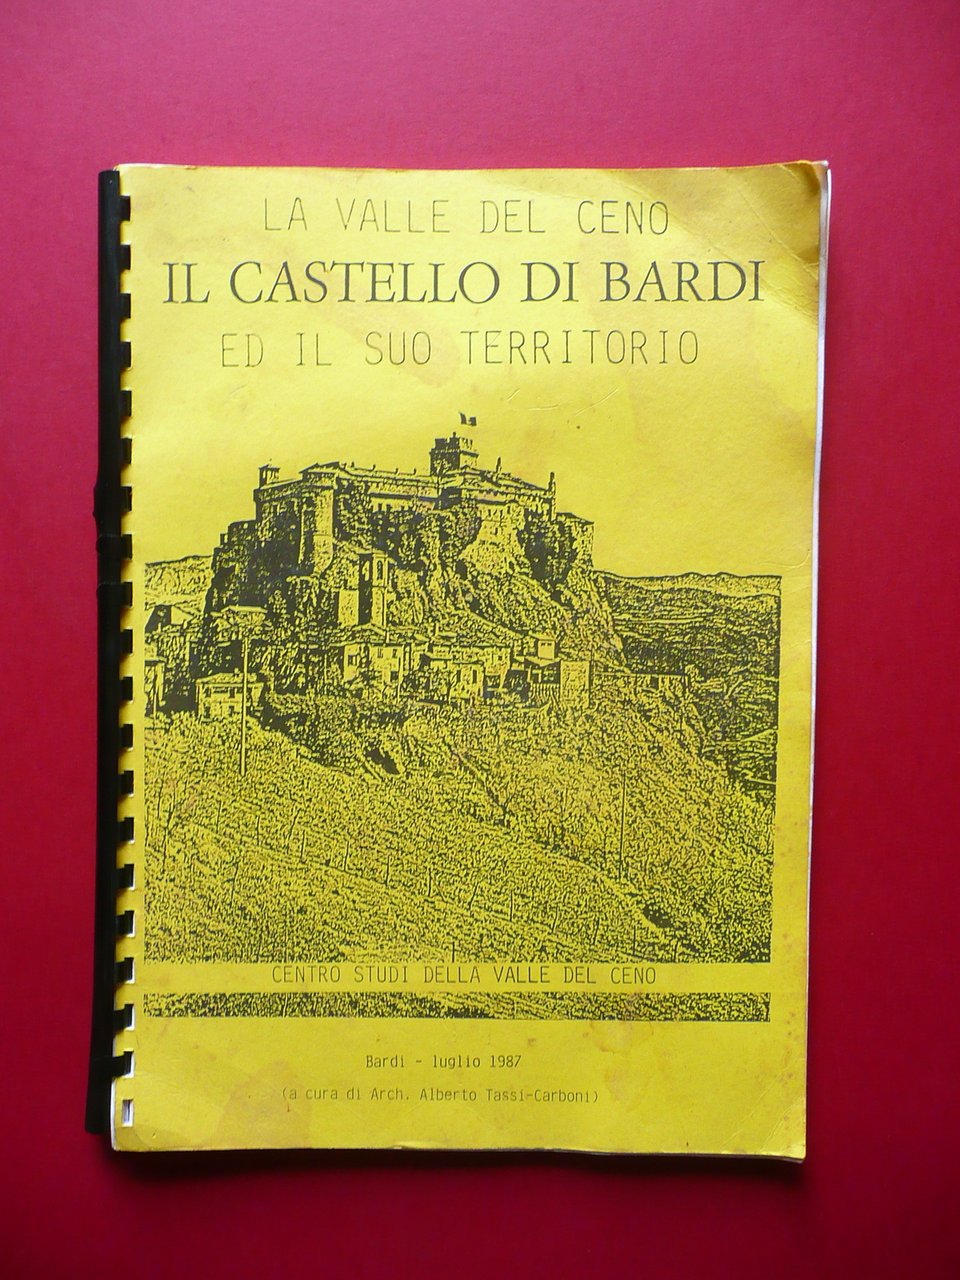 LA VALLE DEL CENO
IL CASTELLO DI BARDI
ED IL SUO TERRITORIO
CENTRO STUDI DELLA VALLE DEL CENO
Bardi - luglio 1987
(a cura di Arch. Alberto Tassi-Carboni)